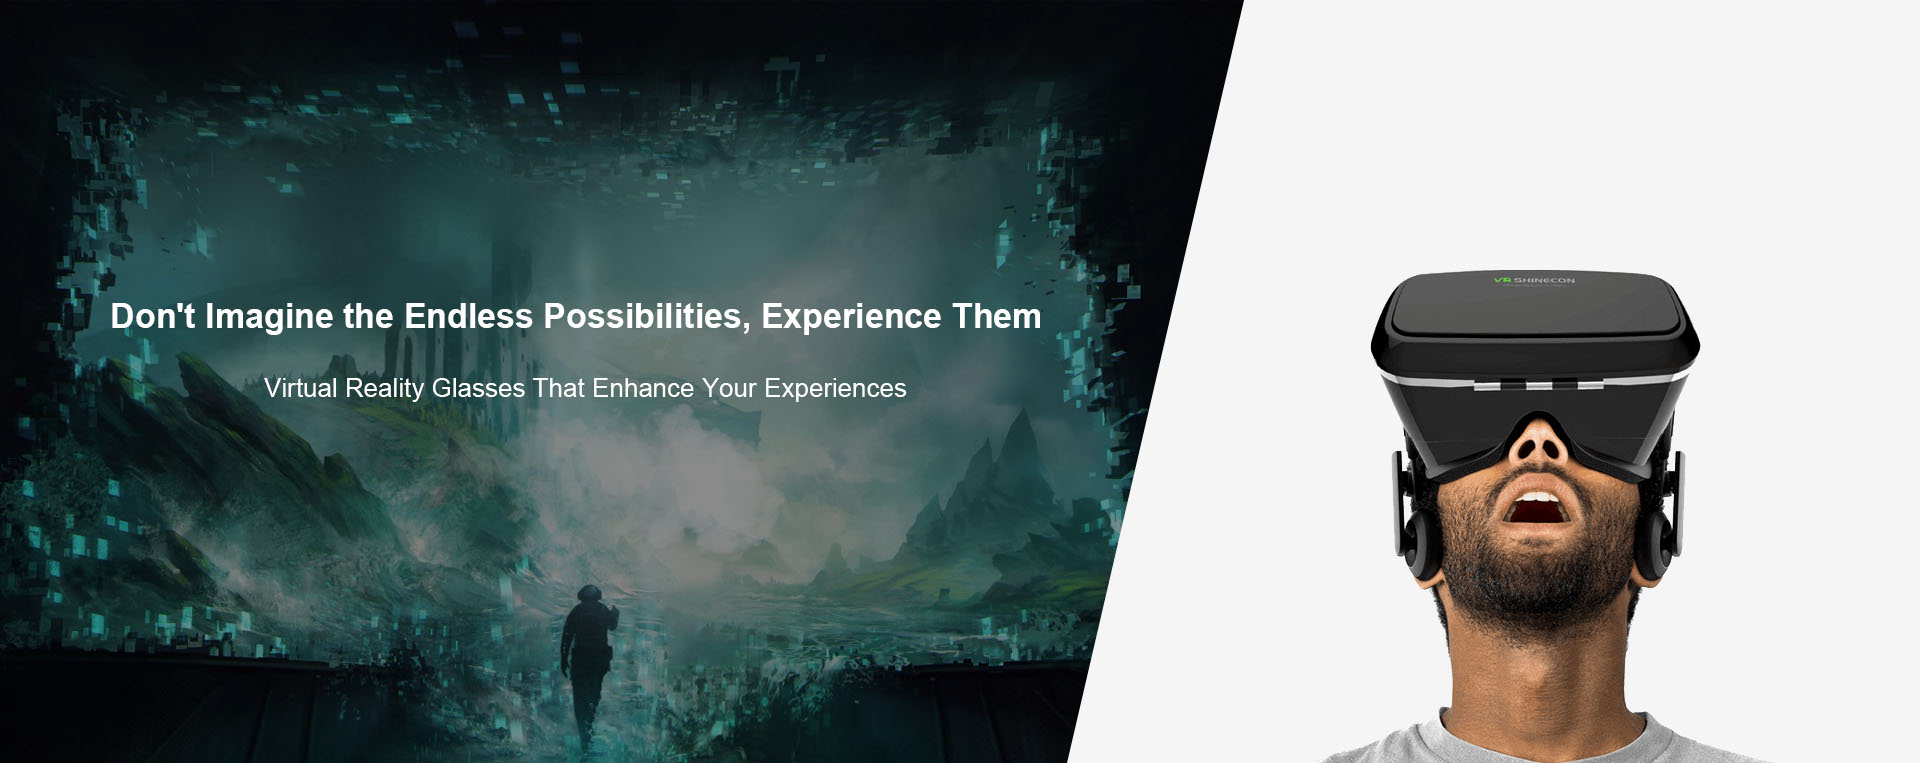 Don't Imagine the Endless Possibilities, Experience Them
Virtual Reality Glasses That Enhance Your Experiences
VR SHINECON